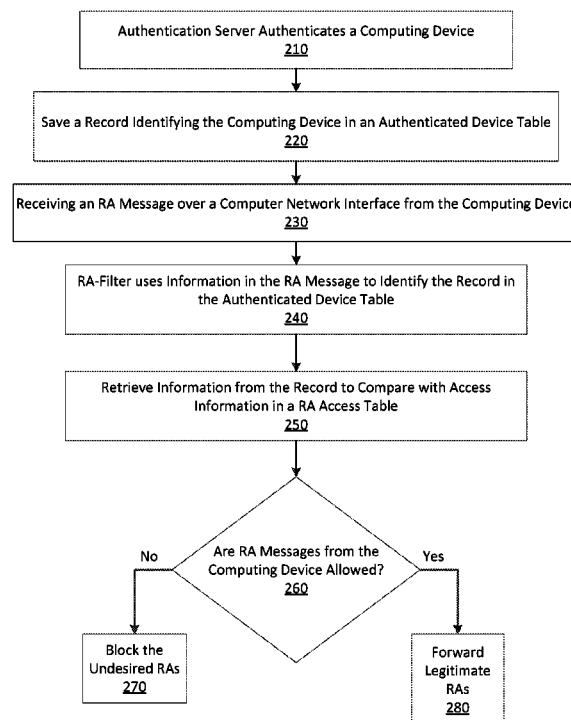 Authentication Server Authenticates a Computing Device
210
Save a Record Identifying the Computing Device in an Authenticated Device Table
220
Receiving an RA Message over a Computer Network Interface from the Computing Device
230
RA-Filter uses Information in the RA Message to Identify the Record in
the Authenticated Device Table
240
Retrieve Information from the Record to Compare with Access
Information in a RA Access Table
250
No
Are RA Messages from the
Computing Device Allowed?
260
Yes
Block the
Undesired RAs
270
Forward
Legitimate
RAs
280